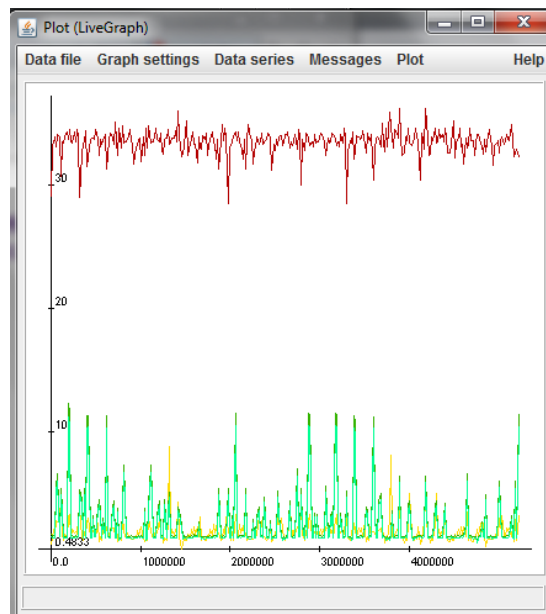 Plot (LiveGraph)
Data file Graph settings Data series Messages Plot Help
30
20
10
0.4833
0.0 1000000 2000000 3000000 4000000